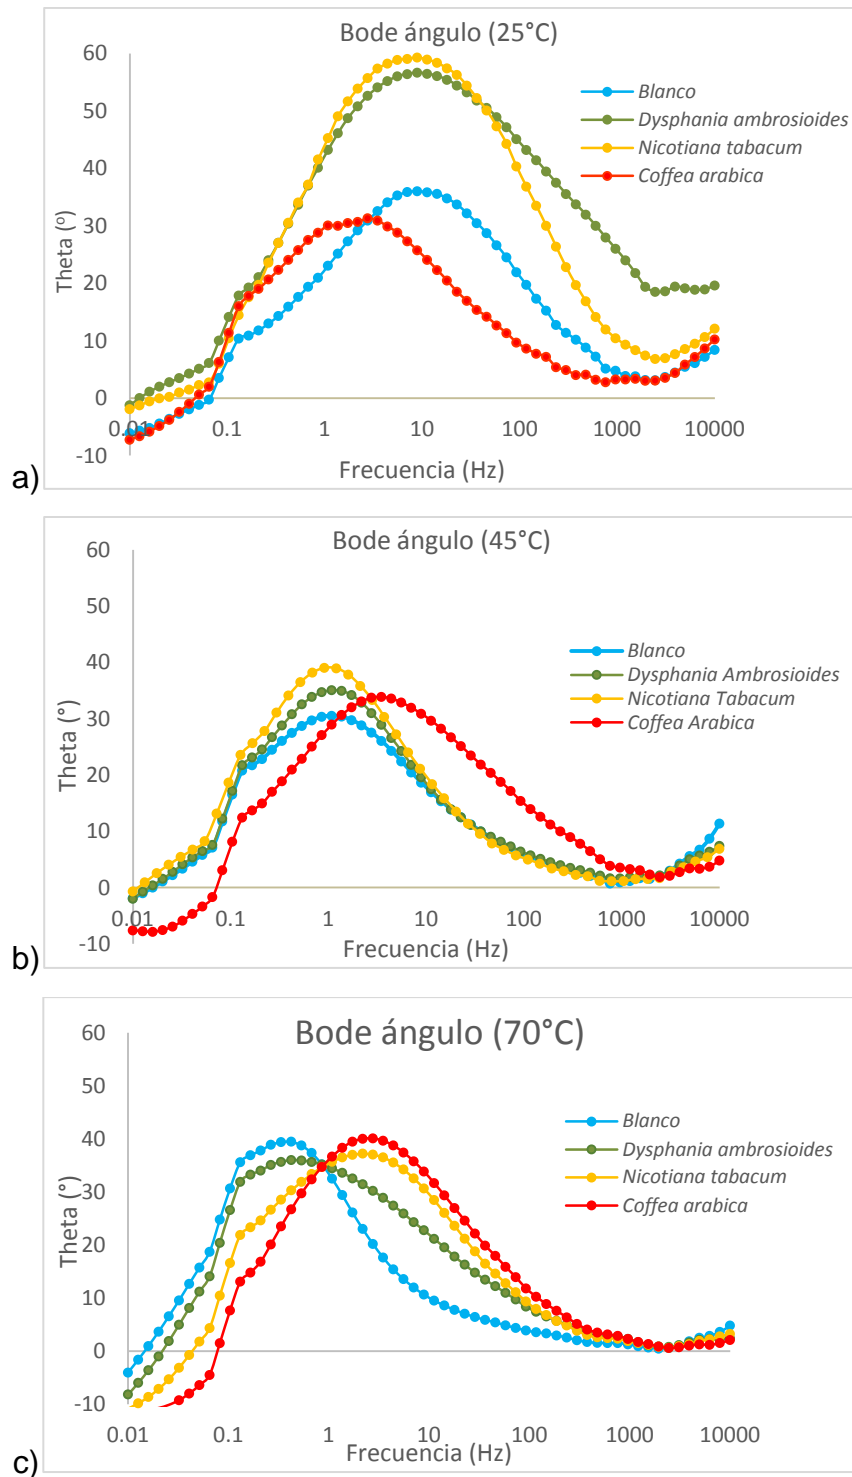 Bode ángulo (25°C)
60
50
40
30
20
10
0
-10
Theta (º)
0.01 0.1 1 10 100 1000 10000
Frecuencia (Hz)
Blanco
Dysphania ambrosioides
Nicotiana tabacum
Coffea arabica
a)
Bode ángulo (45°C)
60
50
40
30
20
10
0
-10
Theta (°)
0.01 0.1 1 10 100 1000 10000
Frecuencia (Hz)
Blanco
Dysphania Ambrosioides
Nicotiana Tabacum
Coffea Arabica
b)
Bode ángulo (70°C)
60
50
40
30
20
10
0
-10
Theta (°)
0.01 0.1 1 10 100 1000 10000
Frecuencia (Hz)
Blanco
Dysphania ambrosioides
Nicotiana tabacum
Coffea arabica
c)